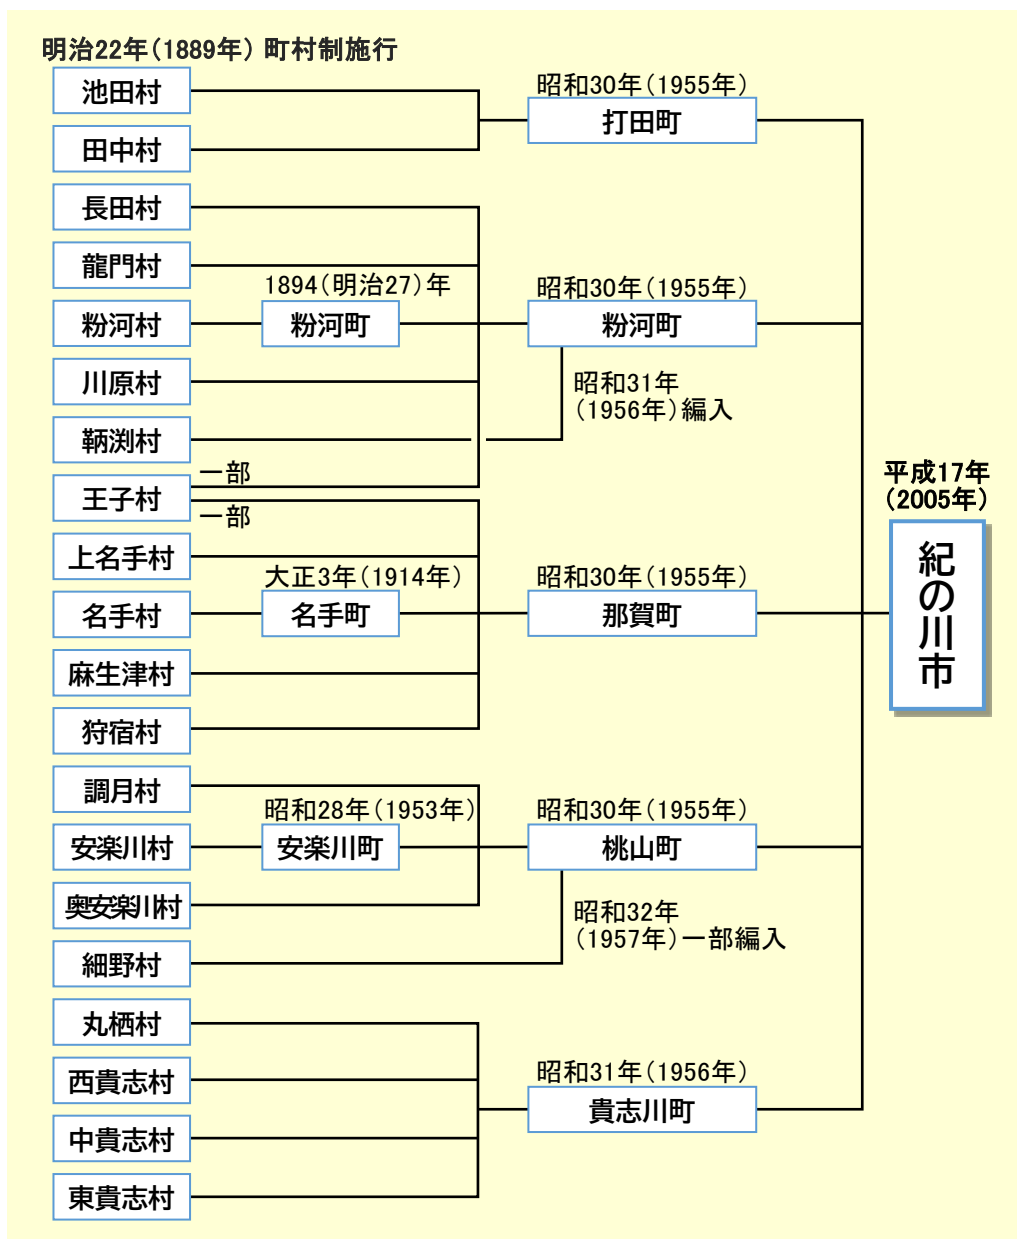 明治22年（1889年） 町村制施行
池田村
田中村
昭和30年（1955年）
打田町
長田村
龍門村
粉河村
1894（明治27）年
粉河町
昭和30年（1955年）
粉河町
川原村
鞆渕村
昭和31年
（1956年）編入
王子村
一部
一部
上名手村
名手村
大正3年（1914年）
名手町
昭和30年（1955年）
那賀町
麻生津村
狩宿村
調月村
安楽川村
昭和28年（1953年）
安楽川町
昭和30年（1955年）
桃山町
奥安楽川村
細野村
昭和32年
（1957年）一部編入
丸栖村
西貴志村
中貴志村
東貴志村
昭和31年（1956年）
貴志川町
平成17年
（2005年）
紀の川市